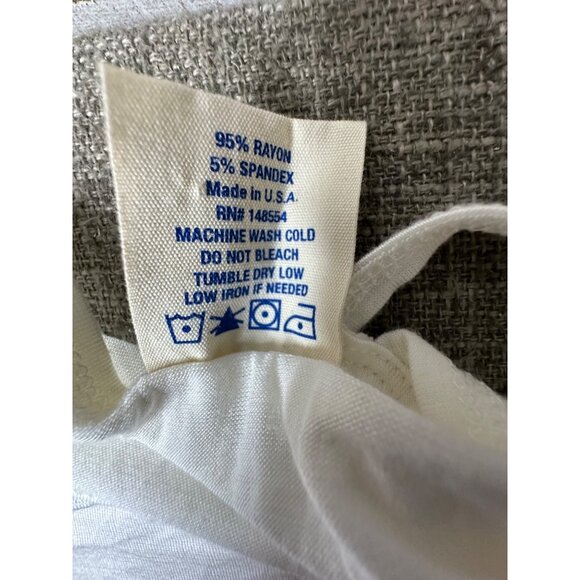 95% RAYON
5% SPANDEX
Made in U.S.A.
RN# 148554
MACHINE WASH COLD
DO NOT BLEACH
TUMBLE DRY LOW
LOW IRON IF NEEDED